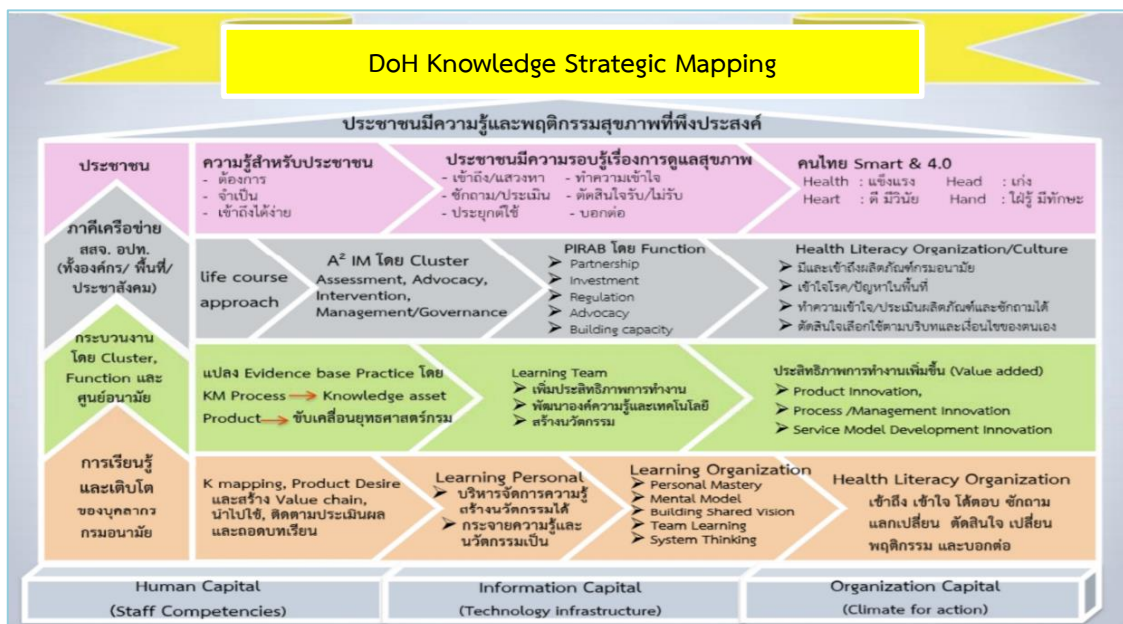 DoH Knowledge Strategic Mapping
ประชาชนมีความรู้และพฤติกรรมสุขภาพที่พึงประสงค์
ประชาชน
ความรู้สำหรับประชาชน
- ต้องการ
- จำเป็น
- เข้าถึงได้ง่าย
ประชาชนมีความรอบรู้เรื่องการดูแลสุขภาพ
- เข้าถึง/แสวงหา - ทำความเข้าใจ
- ซักถาม/ประเมิน - ตัดสินใจรับ/ไม่รับ
- ประยุกต์ใช้ - บอกต่อ
คนไทย Smart & 4.0
Health : แข็งแรง Head : เก่ง
Heart : ดี มีวินัย Hand : ใฝ่รู้ มีทักษะ
ภาคีเครือข่าย
สสจ. อปท.
(ทั้งองค์กร/ พื้นที่/
ประชาสังคม)
life course
approach
A² IM โดย Cluster
Assessment, Advocacy,
Intervention,
Management/Governance
PIRAB โดย Function
➢ Partnership
➢ Investment
➢ Regulation
➢ Advocacy
➢ Building capacity
Health Literacy Organization/Culture
➢ มีและเข้าถึงผลิตภัณฑ์กรมอนามัย
➢ เข้าใจโรค/ปัญหาในพื้นที่
➢ ทำความเข้าใจ/ประเมินผลิตภัณฑ์และซักถามได้
➢ ตัดสินใจเลือกใช้ตามบริบทและเงื่อนไขของตนเอง
กระบวนงาน
โดย Cluster,
Function และ
ศูนย์อนามัย
แปลง Evidence base Practice โดย
KM Process → Knowledge asset
Product → ขับเคลื่อนยุทธศาสตร์กรม
Learning Team
➢ เพิ่มประสิทธิภาพการทำงาน
➢ พัฒนาองค์ความรู้และเทคโนโลยี
➢ สร้างนวัตกรรม
ประสิทธิภาพการทำงานเพิ่มขึ้น (Value added)
➢ Product Innovation,
➢ Process /Management Innovation
➢ Service Model Development Innovation
การเรียนรู้
และเติบโต
ของบุคลากร
กรมอนามัย
K mapping, Product Desire
และสร้าง Value chain,
นำไปใช้, ติดตามประเมินผล
และถอดบทเรียน
Learning Personal
➢ บริหารจัดการความรู้
สร้างนวัตกรรมได้
➢ กระจายความรู้และ
นวัตกรรมเป็น
Learning Organization
➢ Personal Mastery
➢ Mental Model
➢ Building Shared Vision
➢ Team Learning
➢ System Thinking
Health Literacy Organization
เข้าถึง เข้าใจ โต้ตอบ ซักถาม
แลกเปลี่ยน ตัดสินใจ เปลี่ยน
พฤติกรรม และบอกต่อ
Human Capital
(Staff Competencies)
Information Capital
(Technology infrastructure)
Organization Capital
(Climate for action)